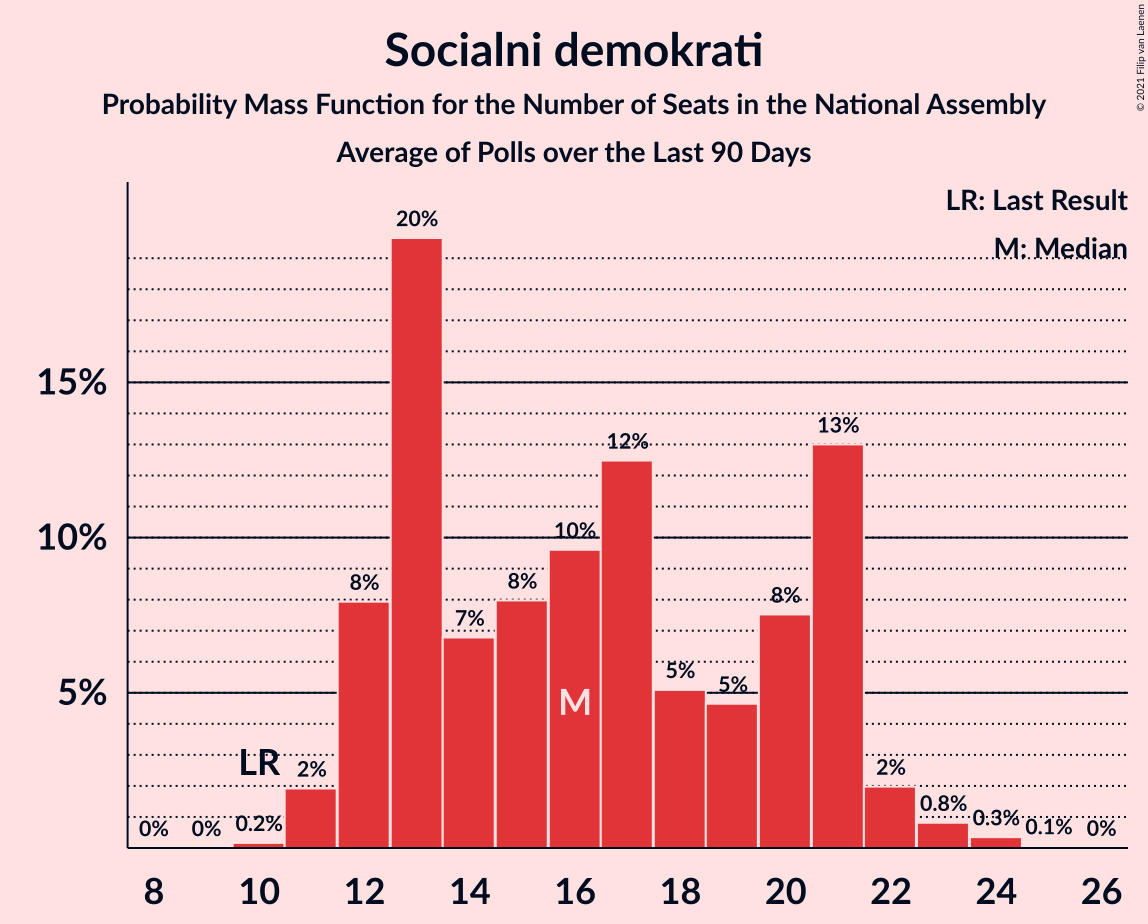 Socialni demokrati
Probability Mass Function for the Number of Seats in the National Assembly
Average of Polls over the Last 90 Days
© 2021 Filip van Laenen
LR: Last Result
M: Median
20%
15%
13%
12%
10%
10%
8%
8%
8%
7%
5%
5%
5%
M
LR
2%
2%
0.8%
0.3%
0.2%
0.1%
0%
0%
0%
8 10 12 14 16 18 20 22 24 26